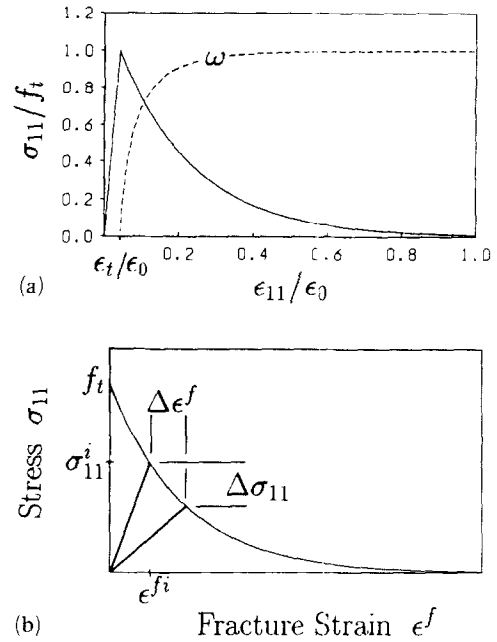 1.2
1.0
0.8
0.6
0.4
0.2
0.0
σ₁₁/fₜ
ω
εₜ/ε₀
0.2
0.4
0.6
0.8
1.0
ε₁₁/ε₀
(a)
fₜ
Δεᶠ
σ₁₁ⁱ
Δσ₁₁
Stress σ₁₁
εᶠⁱ
(b)
Fracture Strain εᶠ